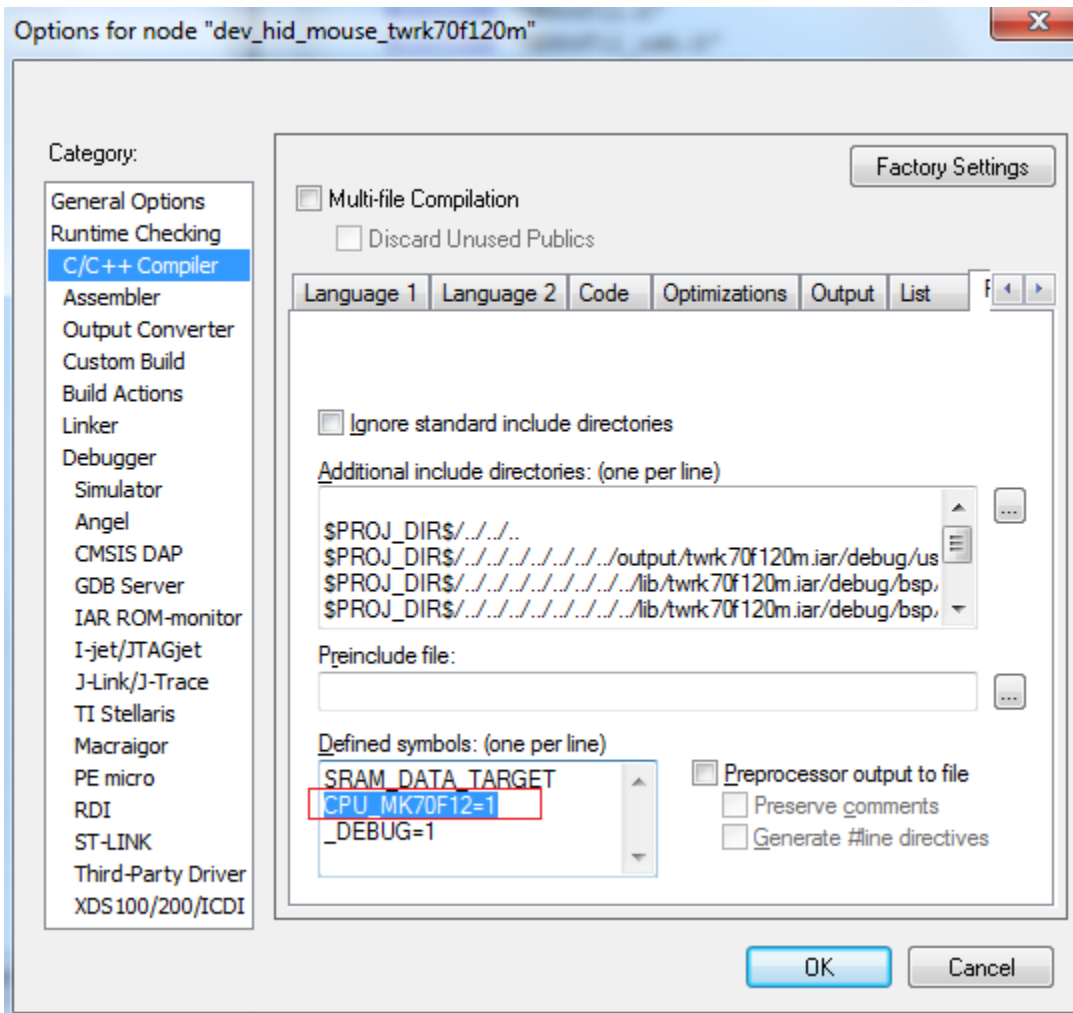 Options for node "dev_hid_mouse_twrk70f120m"
Category:
General Options
Runtime Checking
C/C++ Compiler
Assembler
Output Converter
Custom Build
Build Actions
Linker
Debugger
Simulator
Angel
CMSIS DAP
GDB Server
IAR ROM-monitor
I-jet/JTAGjet
J-Link/J-Trace
TI Stellaris
Macraigor
PE micro
RDI
ST-LINK
Third-Party Driver
XDS100/200/ICDI
Factory Settings
Multi-file Compilation
Discard Unused Publics
Language 1 Language 2 Code Optimizations Output List
Ignore standard include directories
Additional include directories: (one per line)
...
$PROJ_DIR$/../../..
$PROJ_DIR$/../../../../../../../../output/twrk70f120m.iar/debug/us
$PROJ_DIR$/../../../../../../../../../lib/twrk70f120m.iar/debug/bsp/
$PROJ_DIR$/../../../../../../../../../lib/twrk70f120m.iar/debug/bsp/
Preinclude file:
...
Defined symbols: (one per line)
SRAM_DATA_TARGET
CPU_MK70F12=1
_DEBUG=1
Preprocessor output to file
Preserve comments
Generate #line directives
OK Cancel